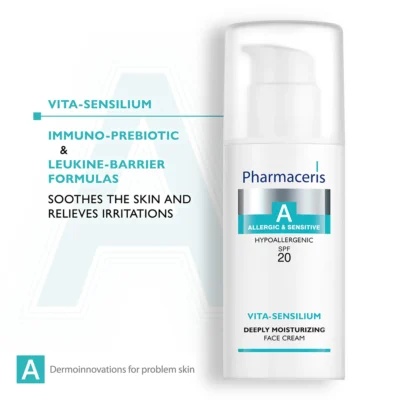 VITA-SENSILIUM
IMMUNO-PREBIOTIC
&
LEUKINE-BARRIER
FORMULAS
SOOTHES THE SKIN AND
RELIEVES IRRITATIONS
A Dermoinnovations for problem skin
Pharmaceris
A
ALLERGIC & SENSITIVE
HYPOALLERGENIC
SPF
20
VITA-SENSILIUM
DEEPLY MOISTURIZING
FACE CREAM